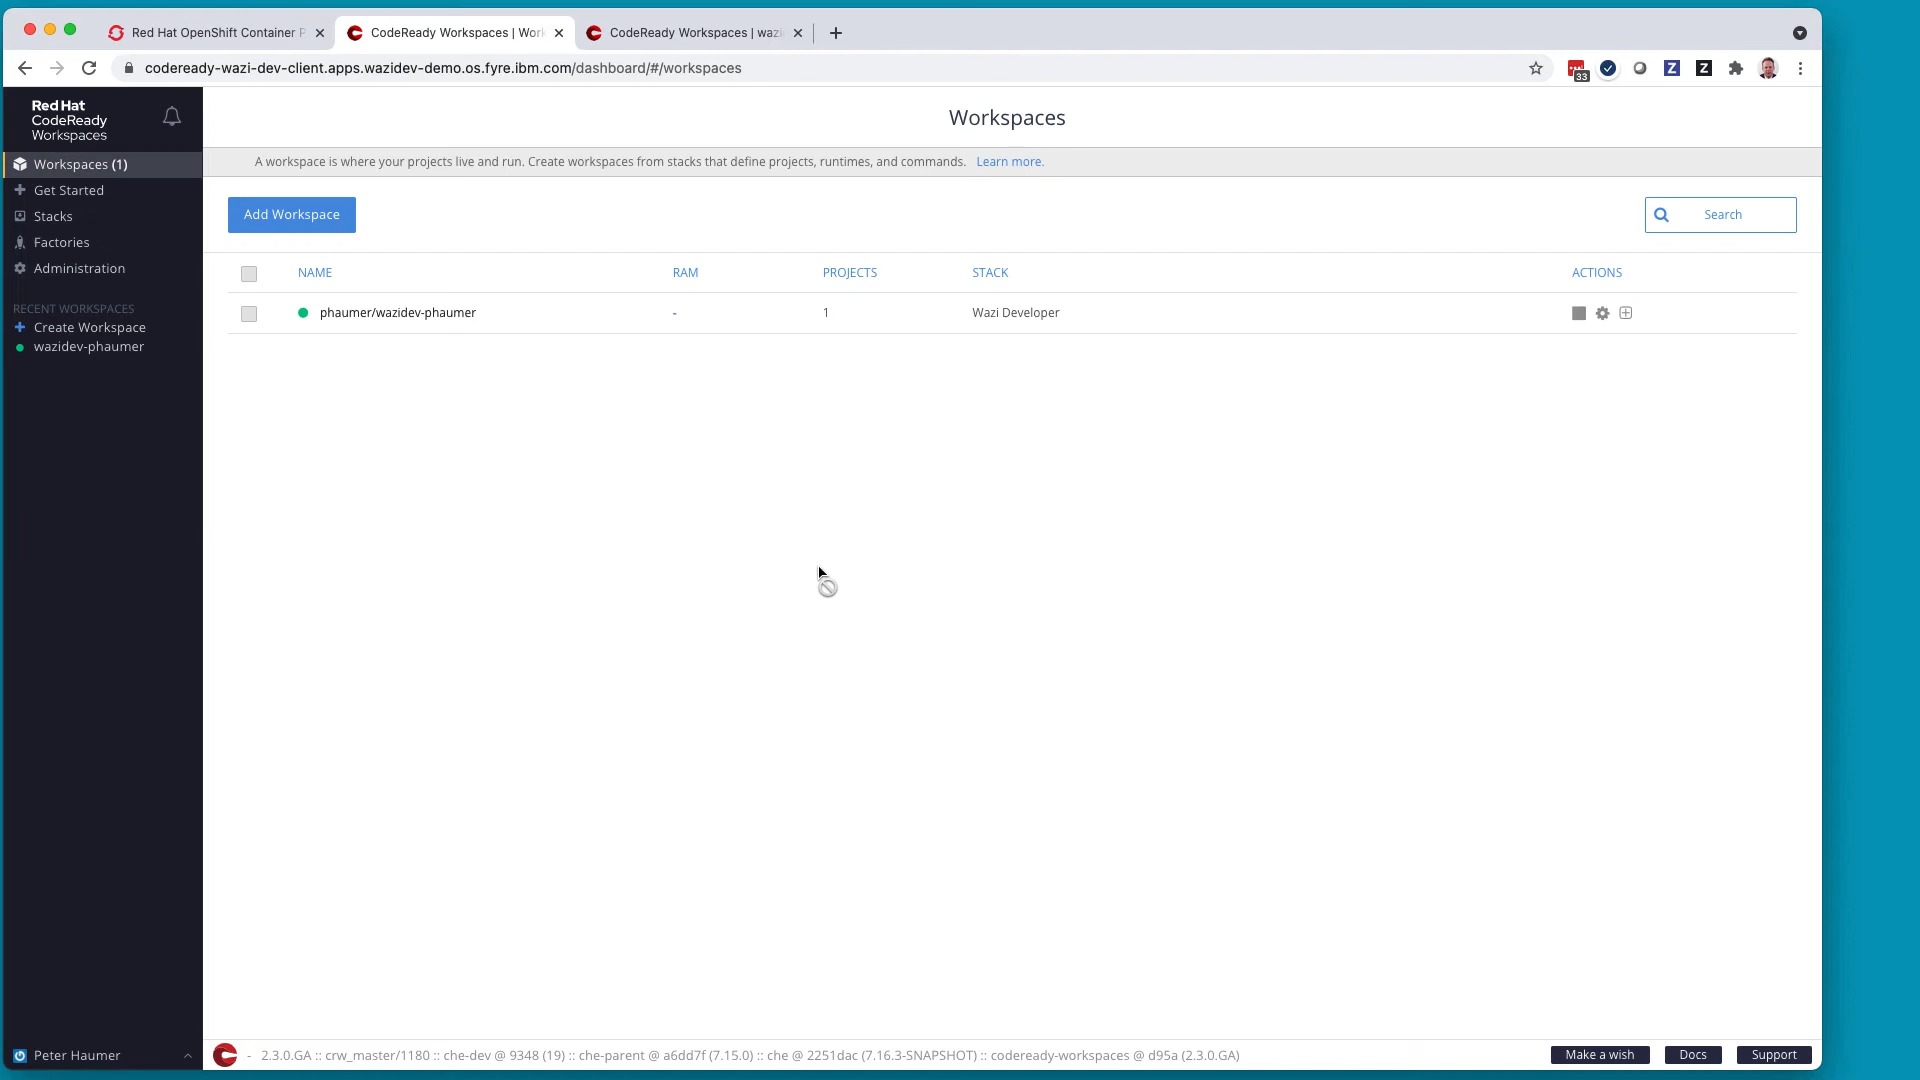 Red Hat OpenShift Container P
CodeReady Workspaces | Work
CodeReady Workspaces | wazi
codeready-wazi-dev-client.apps.wazidev-demo.os.fyre.ibm.com/dashboard/#/workspaces
33
Z
Z
Red Hat
CodeReady
Workspaces
Workspaces (1)
Get Started
Stacks
Factories
Administration
RECENT WORKSPACES
Create Workspace
wazidev-phaumer
Peter Haumer
Workspaces
A workspace is where your projects live and run. Create workspaces from stacks that define projects, runtimes, and commands. Learn more.
Add Workspace
Search
NAME RAM PROJECTS STACK ACTIONS
phaumer/wazidev-phaumer - 1 Wazi Developer
- 2.3.0.GA :: crw_master/1180 :: che-dev @ 9348 (19) :: che-parent @ a6dd7f (7.15.0) :: che @ 2251dac (7.16.3-SNAPSHOT) :: codeready-workspaces @ d95a (2.3.0.GA)
Make a wish
Docs
Support